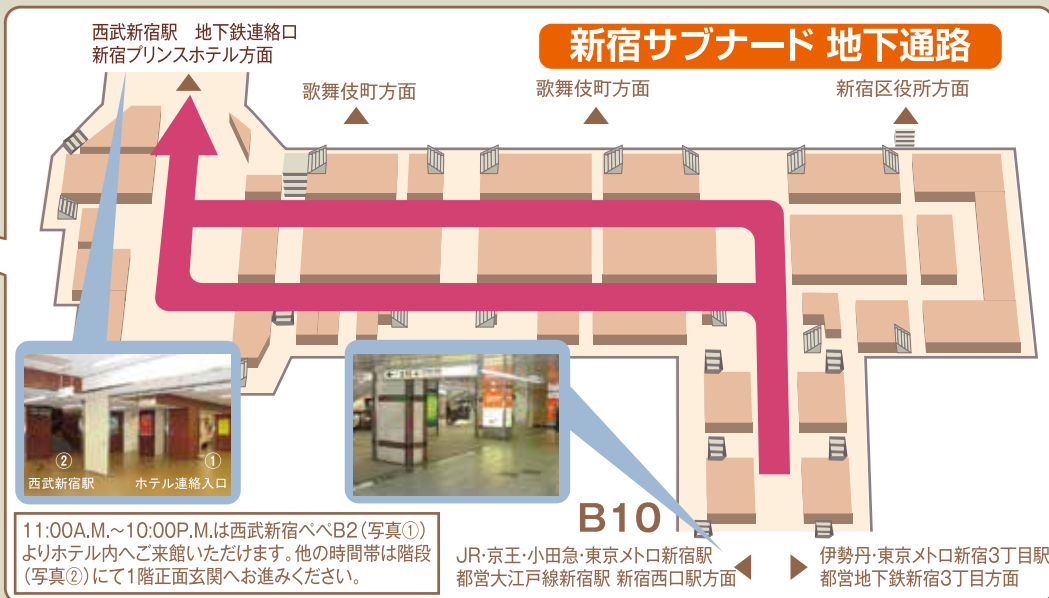 西武新宿駅 地下鉄連絡口
新宿プリンスホテル方面
新宿サブナード 地下通路
歌舞伎町方面
歌舞伎町方面
新宿区役所方面
②
西武新宿駅
①
ホテル連絡入口
11:00A.M.~10:00P.M.は西武新宿ぺぺB2(写真①)
よりホテル内へご来館いただけます。他の時間帯は階段
(写真②)にて1階正面玄関へお進みください。
B10
JR・京王・小田急・東京メトロ新宿駅
都営大江戸線新宿駅 新宿西口駅方面
伊勢丹・東京メトロ新宿3丁目駅
都営地下鉄新宿3丁目方面